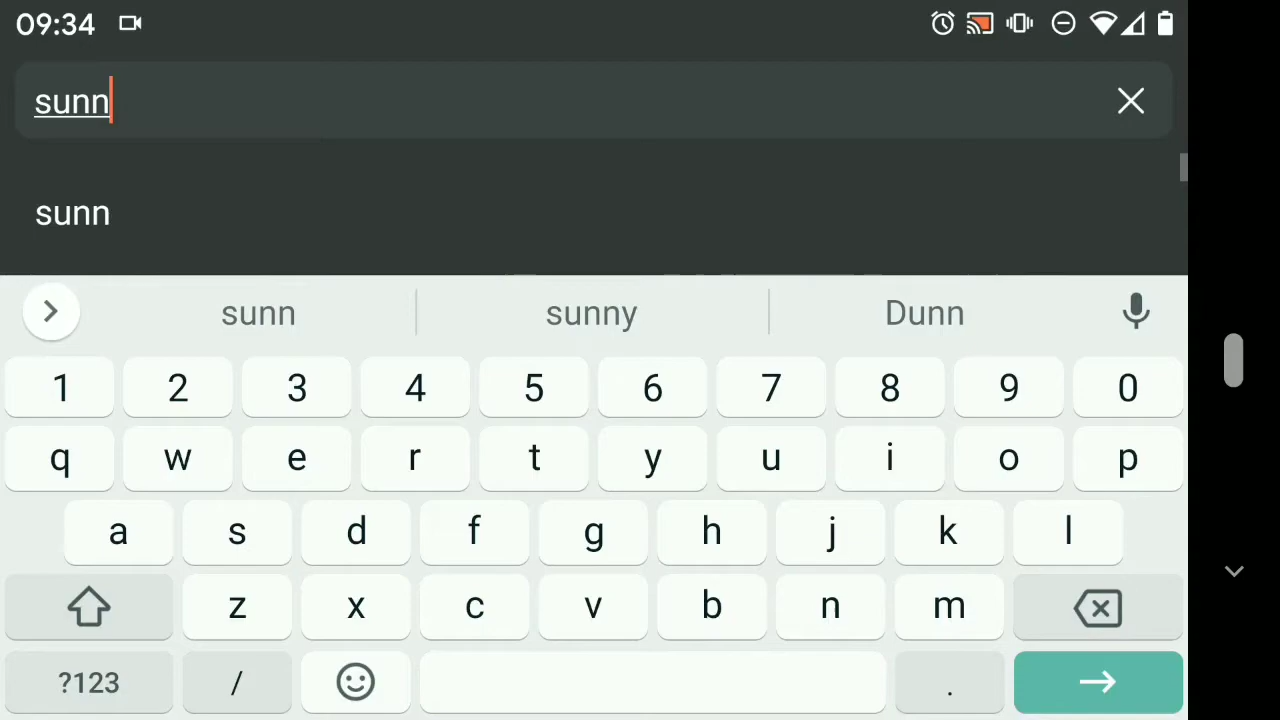 09:34
sunn
sunn
sunn sunny Dunn
1 2 3 4 5 6 7 8 9 0
q w e r t y u i o p
a s d f g h j k l
z x c v b n m
?123 / .